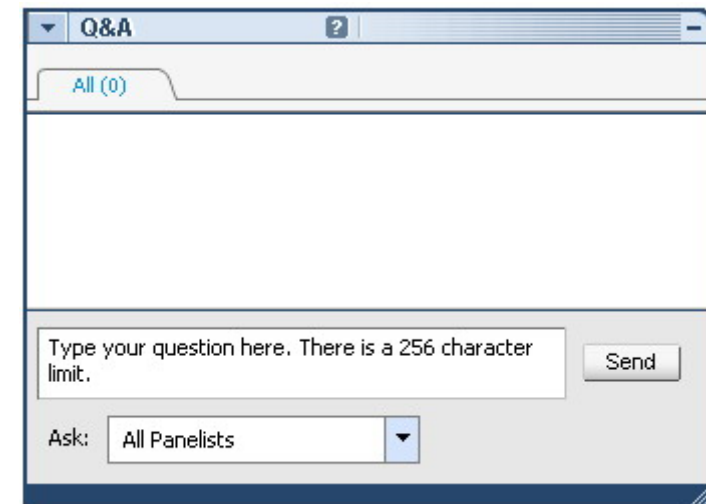 Q&A ?
All (0)
Type your question here. There is a 256 character
limit.
Send
Ask: All Panelists